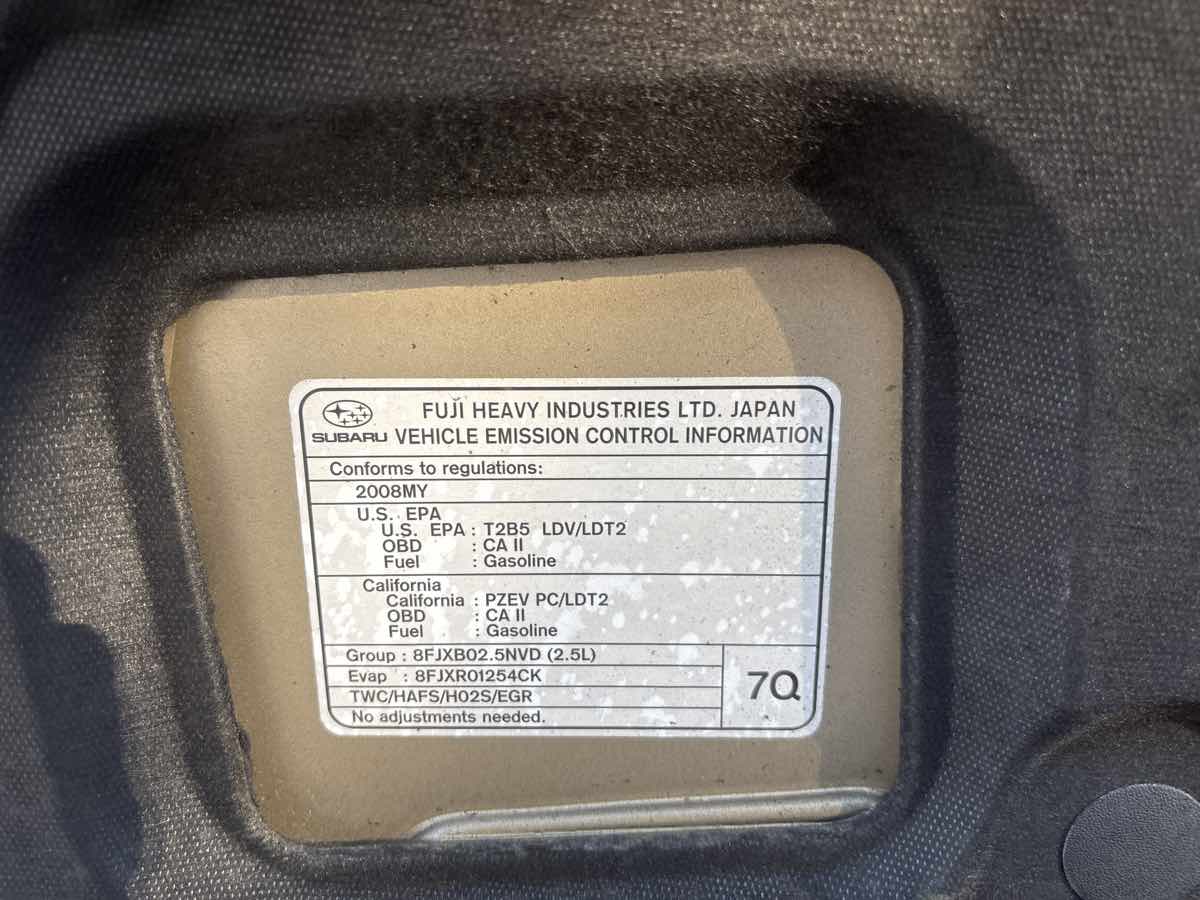 FUJI HEAVY INDUSTRIES LTD. JAPAN
SUBARU VEHICLE EMISSION CONTROL INFORMATION
Conforms to regulations:
2008MY
U.S. EPA
U.S. EPA : T2B5 LDV/LDT2
OBD : CA II
Fuel : Gasoline
California
California : PZEV PC/LDT2
OBD : CA II
Fuel : Gasoline
Group : 8FJXB02.5NVD (2.5L)
Evap : 8FJXR01254CK
TWC/HAFS/HO2S/EGR
No adjustments needed.
7Q